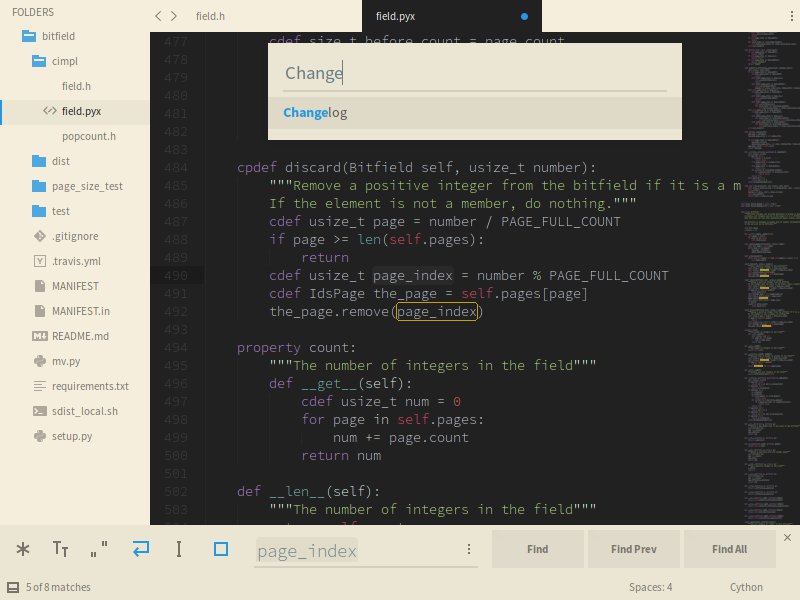 FOLDERS
bitfield
cimpl
field.h
field.pyx
popcount.h
dist
page_size_test
test
.gitignore
.travis.yml
MANIFEST
MANIFEST.in
README.md
mv.py
requirements.txt
sdist_local.sh
setup.py
field.h
field.pyx
Change
Changelog
477 cdef size_t before_count = page.count
478
479
480
481
482
483
484 cpdef discard(Bitfield self, usize_t number):
485 """Remove a positive integer from the bitfield if it is a m
486 If the element is not a member, do nothing."""
487 cdef usize_t page = number / PAGE_FULL_COUNT
488 if page >= len(self.pages):
489 return
490 cdef usize_t page_index = number % PAGE_FULL_COUNT
491 cdef IdsPage the_page = self.pages[page]
492 the_page.remove(page_index)
493
494 property count:
495 """The number of integers in the field"""
496 def __get__(self):
497 cdef usize_t num = 0
498 for page in self.pages:
499 num += page.count
500 return num
501
502 def __len__(self):
503 """The number of integers in the field"""
page_index
Find
Find Prev
Find All
5 of 8 matches
Spaces: 4
Cython